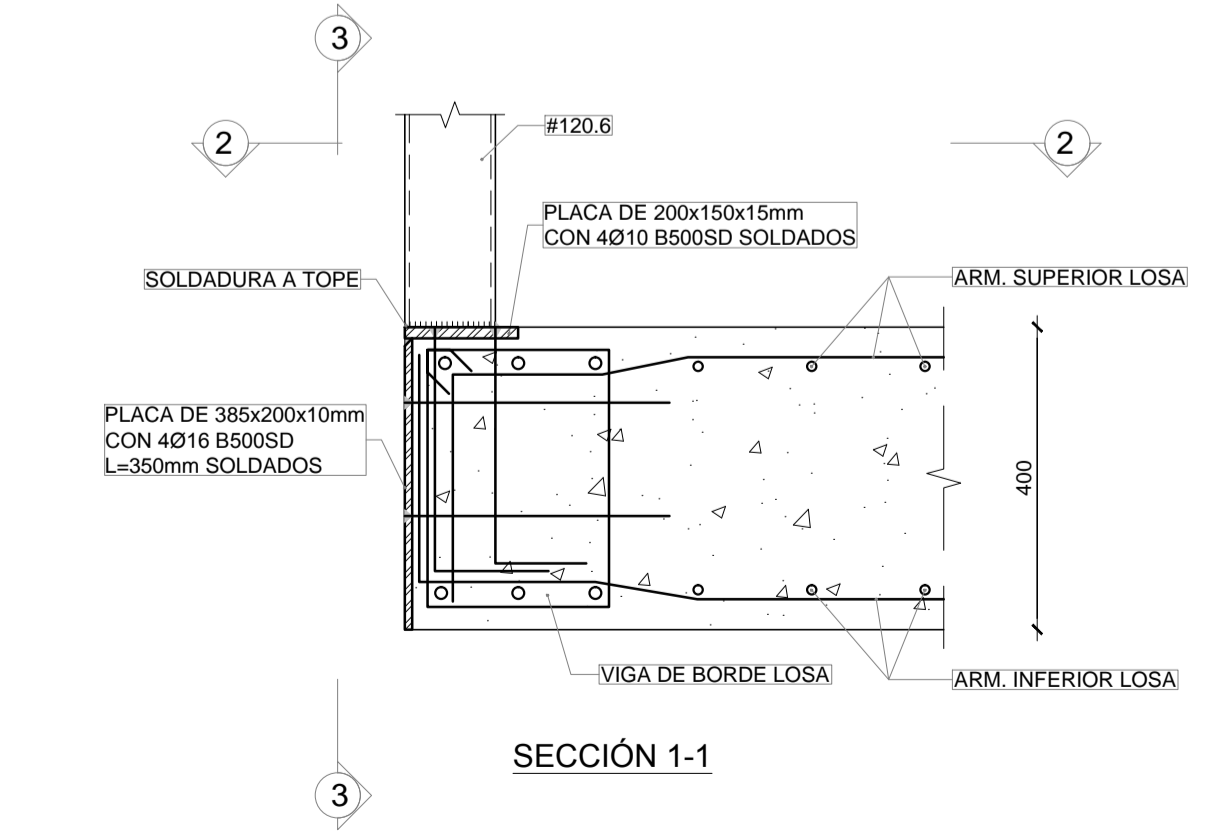 3
2
2
#120.6
PLACA DE 200x150x15mm
CON 4Ø10 B500SD SOLDADOS
SOLDADURA A TOPE
ARM. SUPERIOR LOSA
PLACA DE 385x200x10mm
CON 4Ø16 B500SD
L=350mm SOLDADOS
400
VIGA DE BORDE LOSA
ARM. INFERIOR LOSA
SECCIÓN 1-1
3